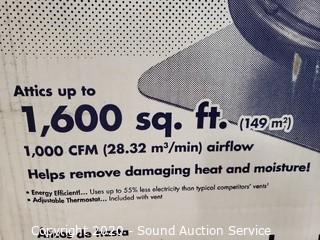 Attics up to
1,600 sq. ft. (149 m²)
1,000 CFM (28.32 m³/min) airflow
Helps remove damaging heat and moisture!
• Energy Efficient!... Uses up to 55% less electricity than typical competitors' vents¹
• Adjustable Thermostat... Included with vent
Copyright 2020 - Sound Auction Service